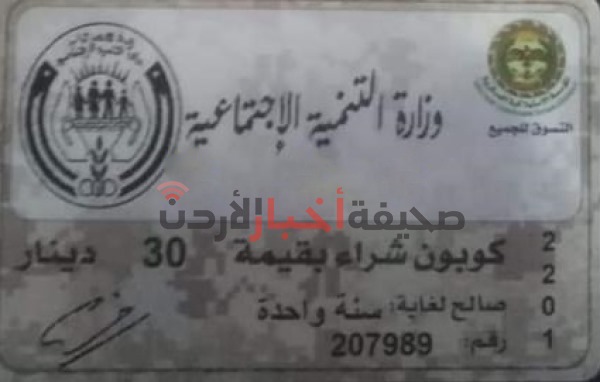 وزارة التنمية الإجتماعية
التسوق للجميع
صحيفة أخبار الأردن
كوبون شراء بقيمة 30 دينار
صالح لغاية: سنة واحدة
رقم: 207989
2
2
0
1